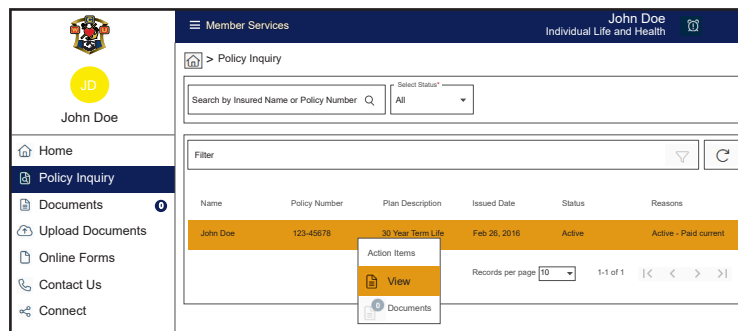 W U
JD
John Doe
Home
Policy Inquiry
Documents 0
Upload Documents
Online Forms
Contact Us
Connect
Member Services
John Doe
Individual Life and Health
> Policy Inquiry
Search by Insured Name or Policy Number
Select Status*
All
Filter
Name Policy Number Plan Description Issued Date Status Reasons
John Doe 123-45678 30 Year Term Life Feb 26, 2016 Active Active - Paid current
Action Items
View
0 Documents
Records per page 10 1-1 of 1 |< < > >|